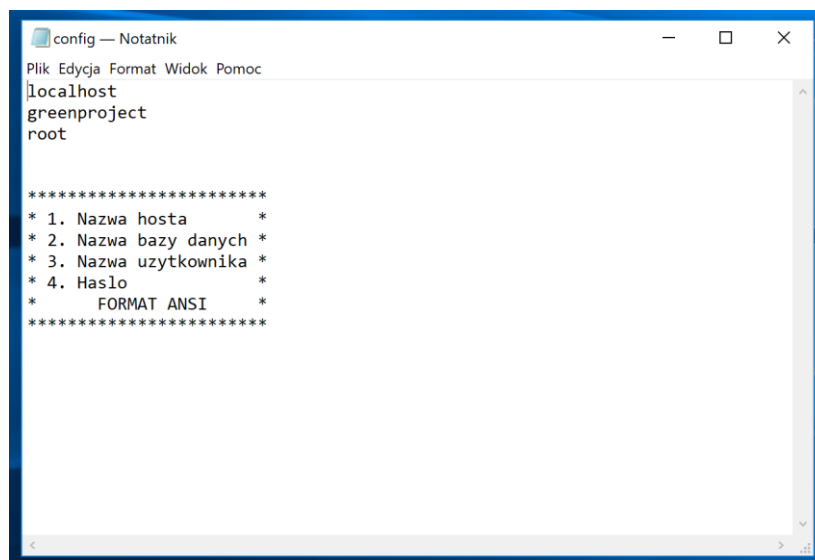 config — Notatnik
Plik Edycja Format Widok Pomoc
localhost
greenproject
root
************************
* 1. Nazwa hosta       *
* 2. Nazwa bazy danych *
* 3. Nazwa uzytkownika *
* 4. Haslo             *
*      FORMAT ANSI     *
************************